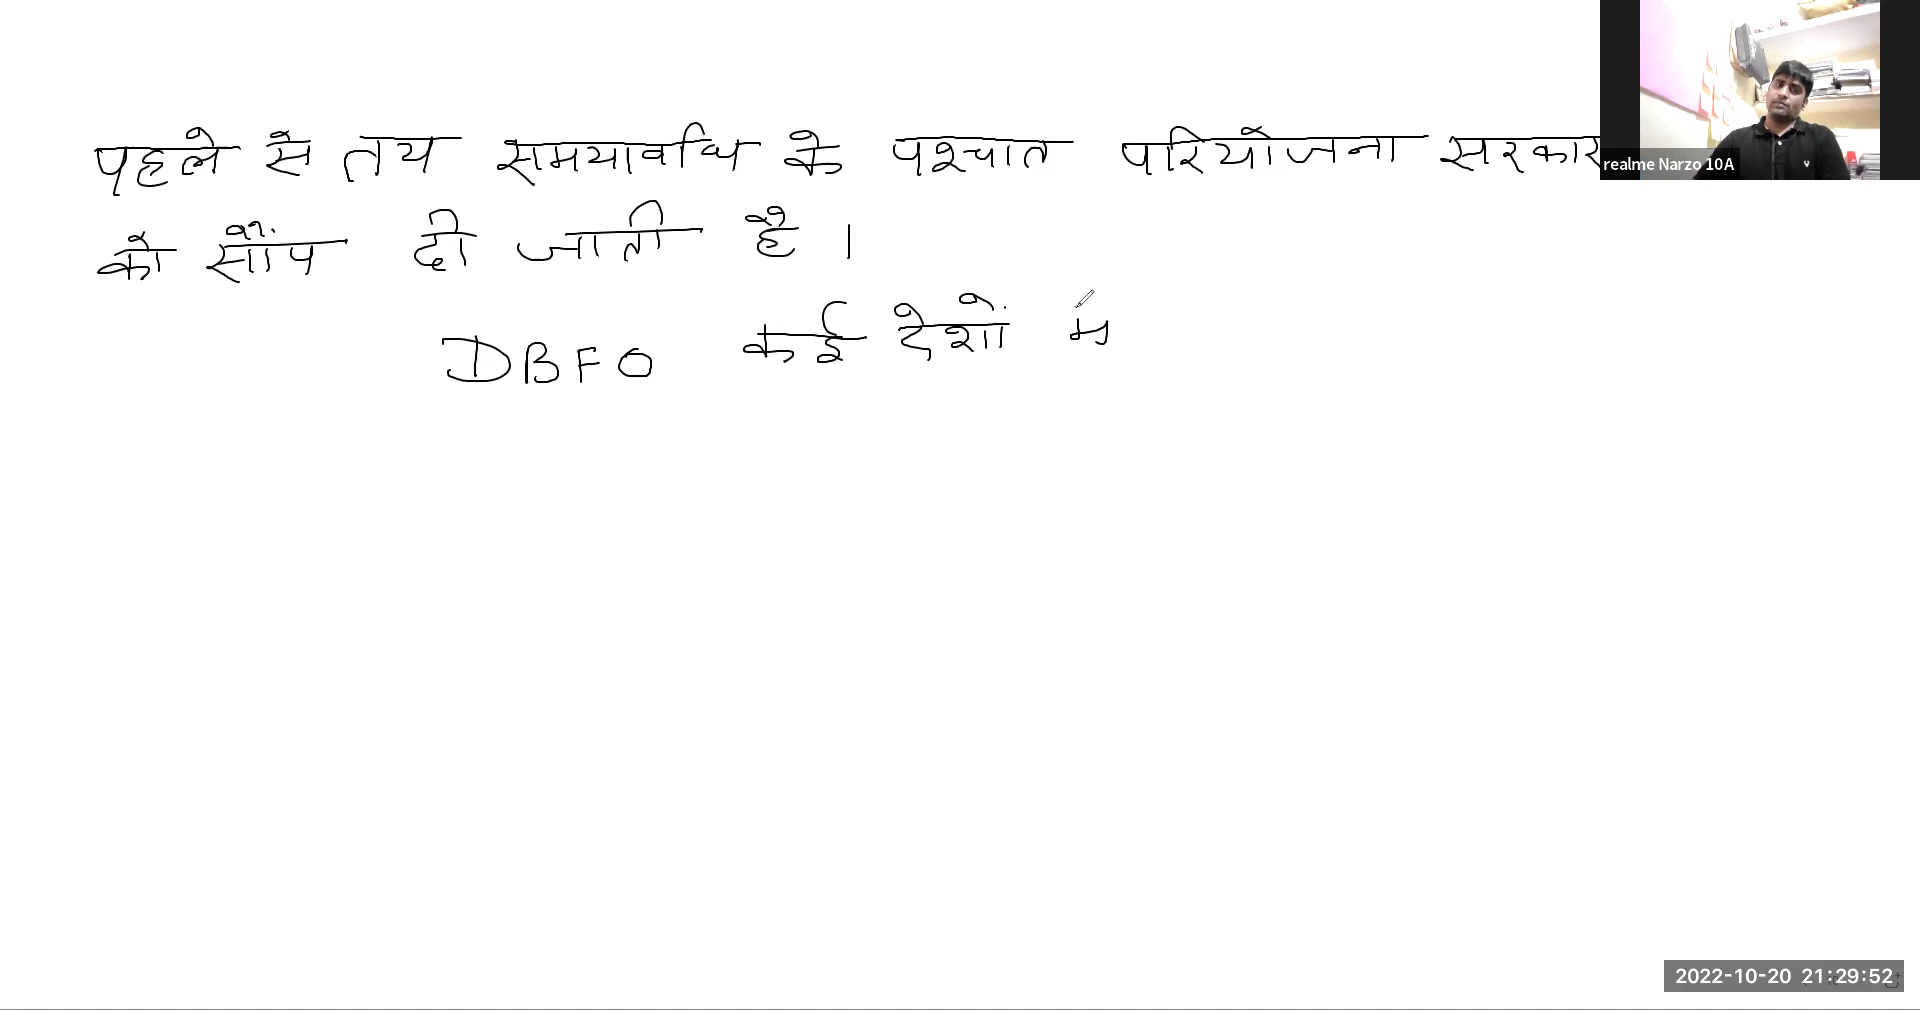 पहले से तय समयावधि के पश्चात परियोजना सरकार
को सौंप दी जाती है ।
DBFO कई देशों म
realme Narzo 10A
2022-10-20 21:29:52